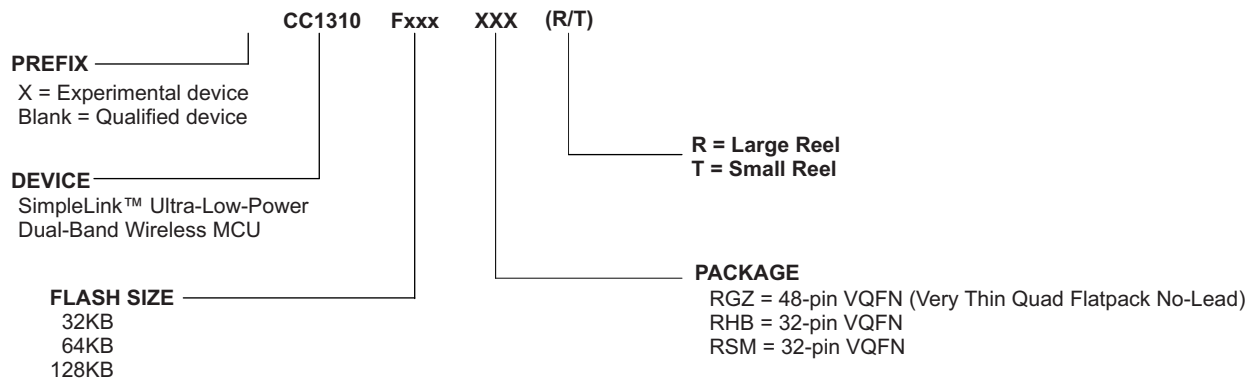 CC1310 Fxxx XXX (R/T)
PREFIX
X = Experimental device
Blank = Qualified device
R = Large Reel
T = Small Reel
DEVICE
SimpleLink™ Ultra-Low-Power
Dual-Band Wireless MCU
PACKAGE
RGZ = 48-pin VQFN (Very Thin Quad Flatpack No-Lead)
RHB = 32-pin VQFN
RSM = 32-pin VQFN
FLASH SIZE
32KB
64KB
128KB